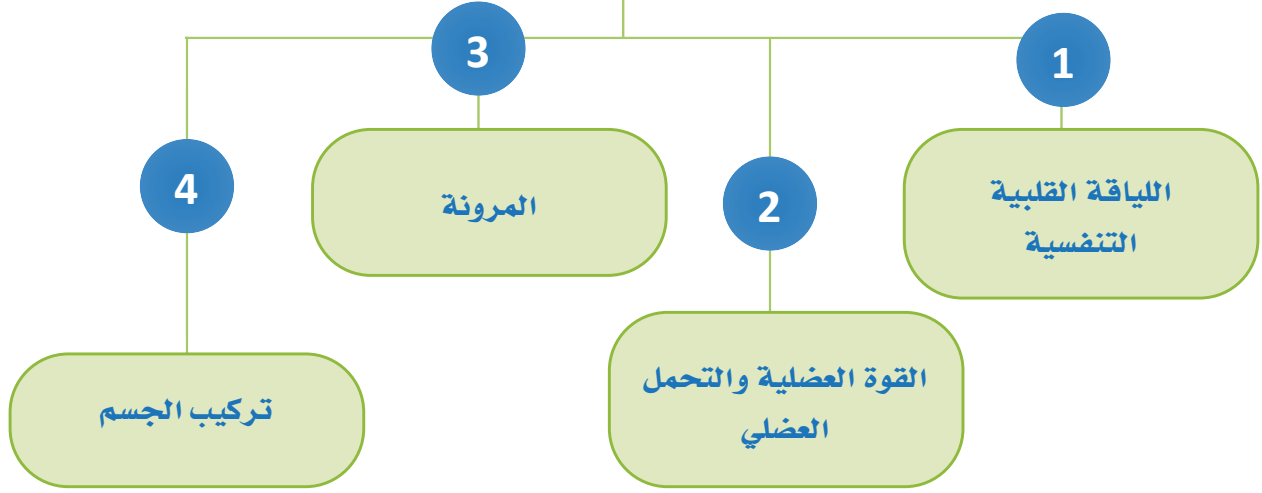 1
اللياقة القلبية
التنفسية
2
القوة العضلية والتحمل
العضلي
3
المرونة
4
تركيب الجسم